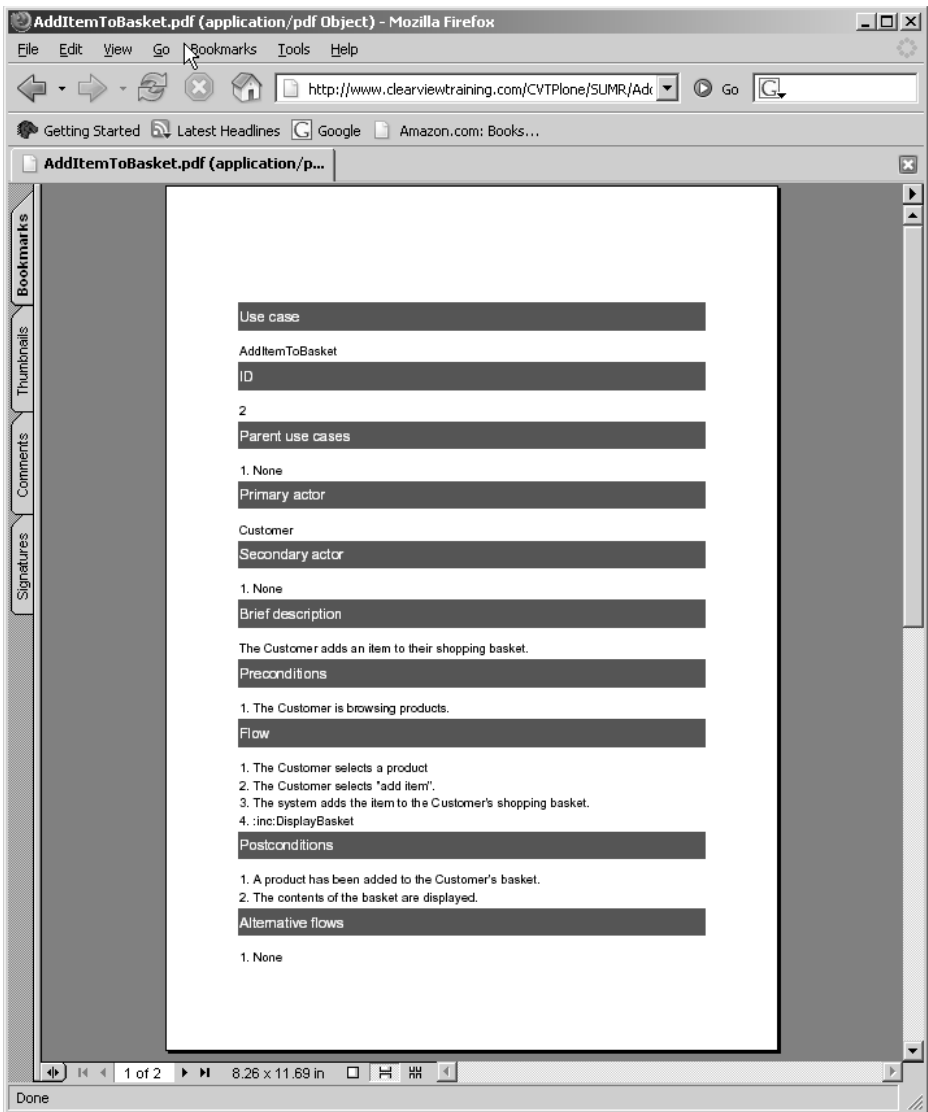 AddItemToBasket.pdf (application/pdf Object) - Mozilla Firefox
File Edit View Go Bookmarks Tools Help
http://www.clearviewtraining.com/CVTPlone/SUMR/Add Go G
Getting Started Latest Headlines G Google Amazon.com: Books...
AddItemToBasket.pdf (application/p...
Bookmarks
Thumbnails
Comments
Signatures
Use case
AddItemToBasket
ID
2
Parent use cases
1. None
Primary actor
Customer
Secondary actor
1. None
Brief description
The Customer adds an item to their shopping basket.
Preconditions
1. The Customer is browsing products.
Flow
1. The Customer selects a product
2. The Customer selects "add item".
3. The system adds the item to the Customer's shopping basket.
4. :inc:DisplayBasket
Postconditions
1. A product has been added to the Customer's basket.
2. The contents of the basket are displayed.
Alternative flows
1. None
1 of 2 8.26 x 11.69 in
Done